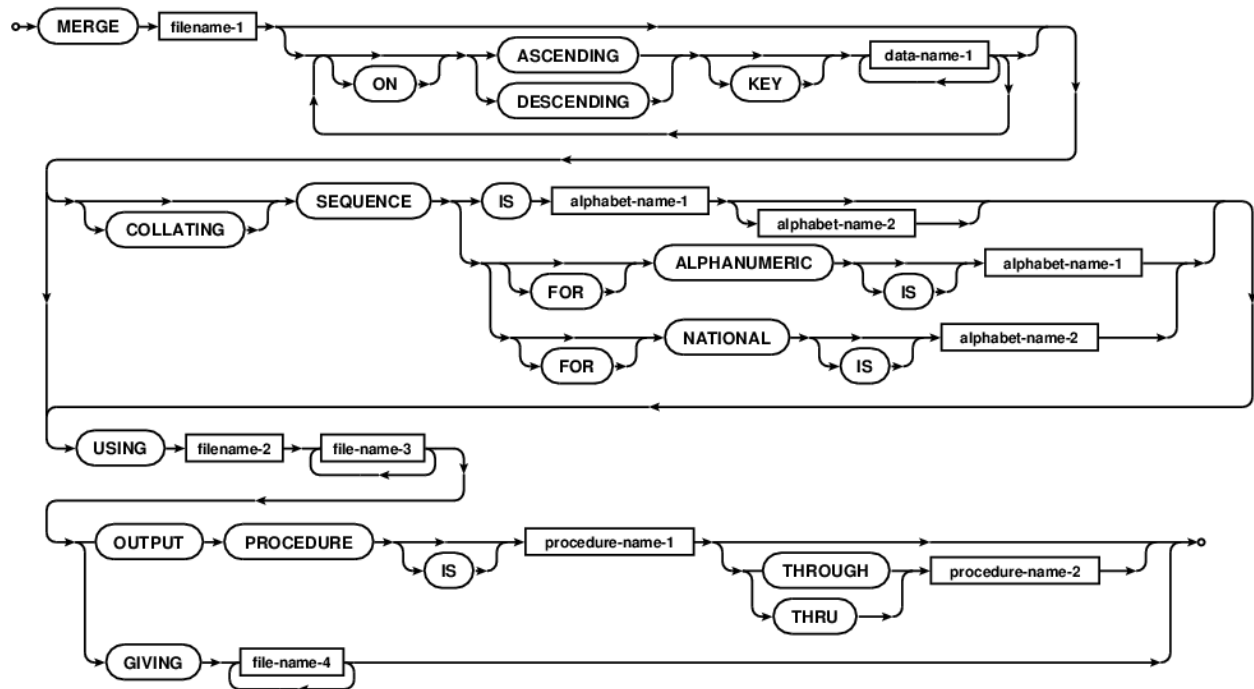 MERGE filename-1 ASCENDING data-name-1
ON KEY
DESCENDING
SEQUENCE IS alphabet-name-1
COLLATING alphabet-name-2
ALPHANUMERIC alphabet-name-1
FOR IS
NATIONAL alphabet-name-2
FOR IS
USING filename-2 file-name-3
OUTPUT PROCEDURE procedure-name-1
IS THROUGH procedure-name-2
THRU
GIVING file-name-4